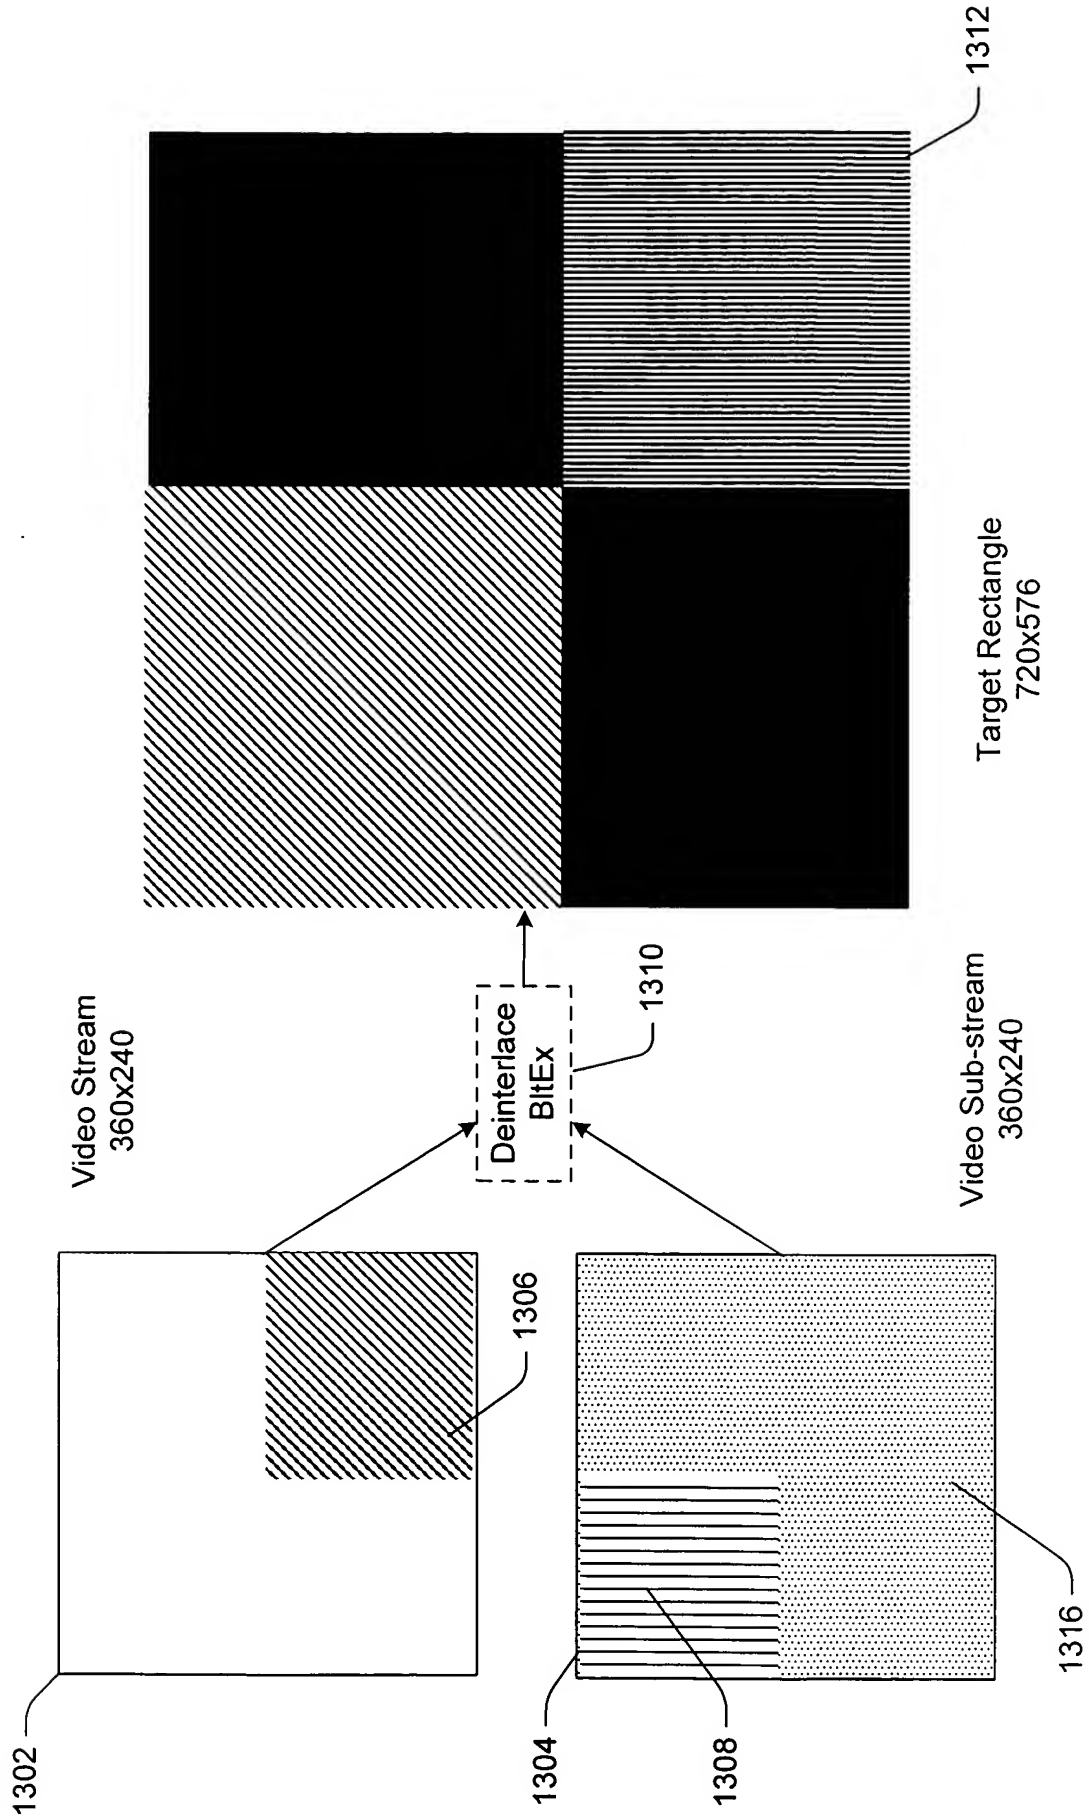 1302
Video Stream
360x240
1306
Deinterlace
BltEx
1310
1304
1308
1316
Video Sub-stream
360x240
Target Rectangle
720x576
1312